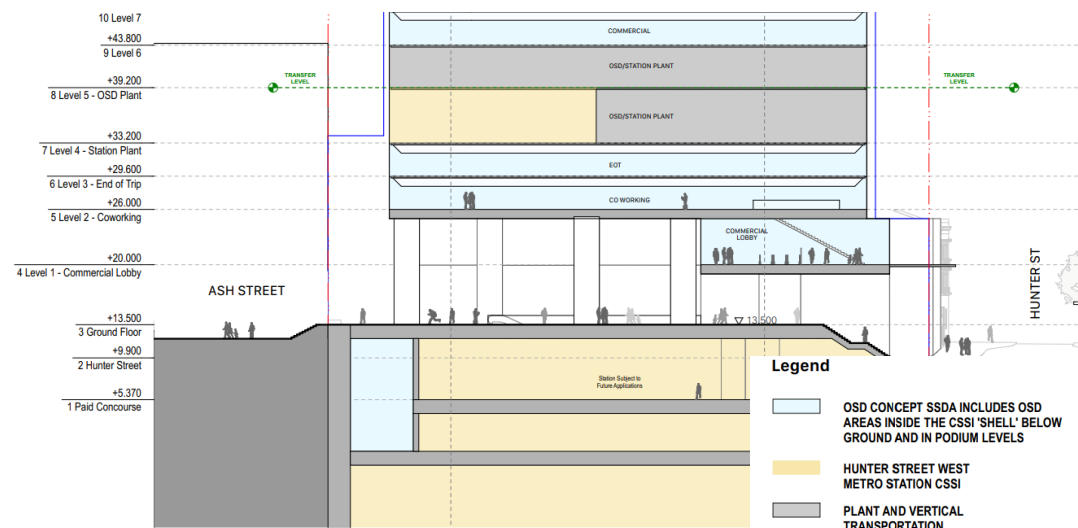 10 Level 7
+43.800
9 Level 6
+39.200
8 Level 5 - OSD Plant
+33.200
7 Level 4 - Station Plant
+29.600
6 Level 3 - End of Trip
+26.000
5 Level 2 - Coworking
+20.000
4 Level 1 - Commercial Lobby
+13.500
3 Ground Floor
+9.900
2 Hunter Street
+5.370
1 Paid Concourse
TRANSFER
LEVEL
ASH STREET
COMMERCIAL
OSD/STATION PLANT
OSD/STATION PLANT
EOT
CO WORKING
COMMERCIAL
LOBBY
13.500
Station Subject to
Future Applications
TRANSFER
LEVEL
HUNTER ST
Legend
OSD CONCEPT SSDA INCLUDES OSD
AREAS INSIDE THE CSSI 'SHELL' BELOW
GROUND AND IN PODIUM LEVELS
HUNTER STREET WEST
METRO STATION CSSI
PLANT AND VERTICAL
TRANSPORTATION